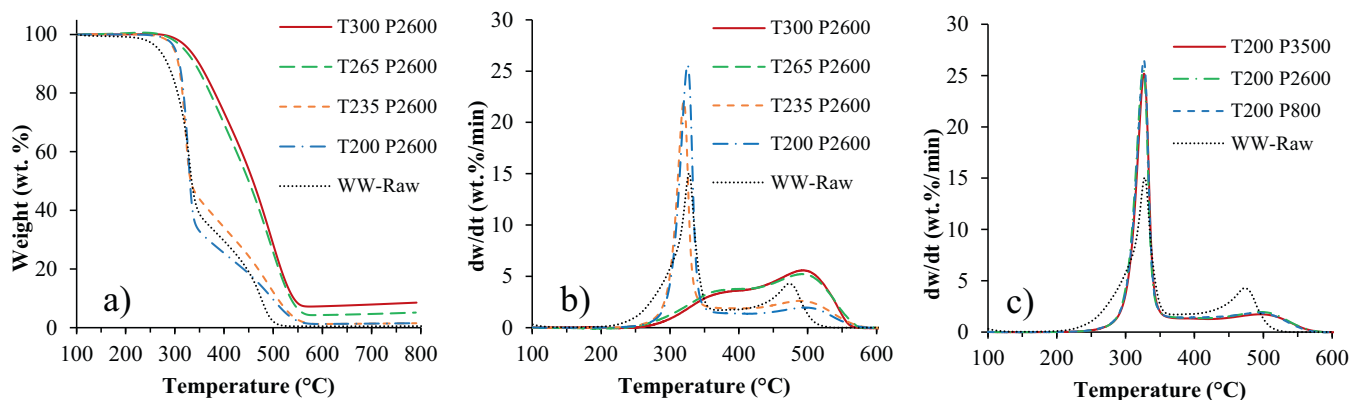 100
80
60
40
20
0
Weight (wt. %)
100 200 300 400 500 600 700 800
Temperature (°C)
T300 P2600
T265 P2600
T235 P2600
T200 P2600
WW-Raw
a)
30
25
20
15
10
5
0
dw/dt (wt.%/min)
100 200 300 400 500 600
Temperature (°C)
T300 P2600
T265 P2600
T235 P2600
T200 P2600
WW-Raw
b)
30
25
20
15
10
5
0
dw/dt (wt.%/min)
100 200 300 400 500 600
Temperature (°C)
T200 P3500
T200 P2600
T200 P800
WW-Raw
c)